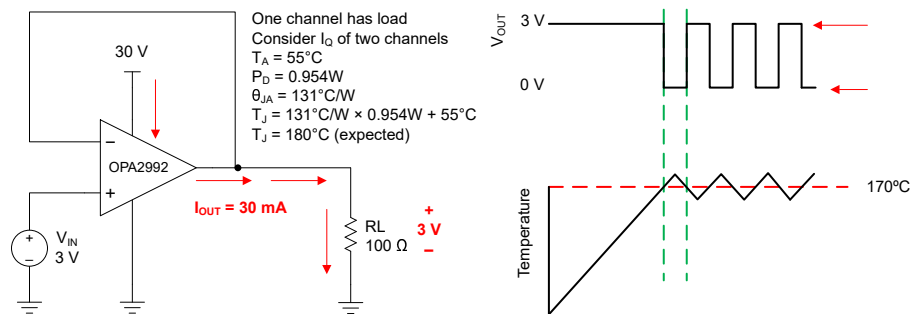 One channel has load
Consider IQ of two channels
TA = 55°C
PD = 0.954W
θJA = 131°C/W
TJ = 131°C/W × 0.954W + 55°C
TJ = 180°C (expected)
30 V
–
OPA2992
+
IOUT = 30 mA
+
–
VIN
3 V
RL
100 Ω
+
3 V
–
3 V
VOUT
0 V
170ºC
Temperature